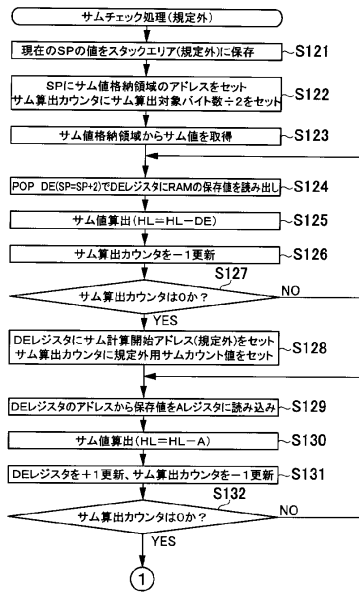 サムチェック処理(規定外)
現在のSPの値をスタックエリア(規定外)に保存
S121
SPにサム値格納領域のアドレスをセット
サム算出カウンタにサム算出対象バイト数÷2をセット
S122
サム値格納領域からサム値を取得
S123
POP DE(SP=SP+2)でDEレジスタにRAMの保存値を読み出し
S124
サム値算出(HL=HL-DE)
S125
サム算出カウンタを-1更新
S126
S127
サム算出カウンタは0か?
NO
YES
DEレジスタにサム計算開始アドレス(規定外)をセット
サム算出カウンタに規定外用サムカウント値をセット
S128
DEレジスタのアドレスから保存値をAレジスタに読み込み
S129
サム値算出(HL=HL-A)
S130
DEレジスタを+1更新、サム算出カウンタを-1更新
S131
S132
サム算出カウンタは0か?
NO
YES
1